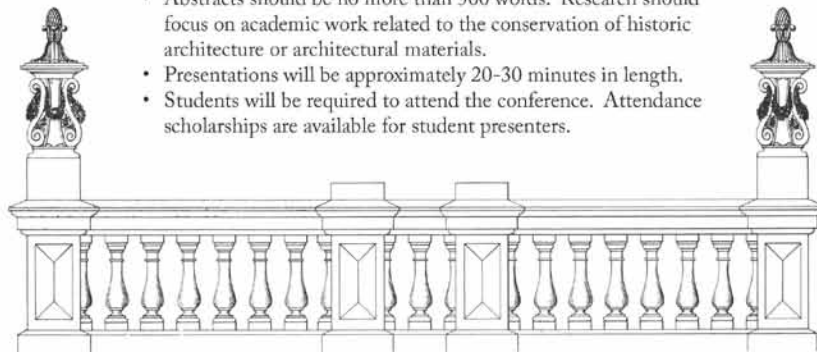 • Abstracts should be no more than words. Research should
focus on academic work related to the conservation of historic
architecture or architectural materials.
• Presentations will be approximately 20-30 minutes in length.
• Students will be required to attend the conference. Attendance
scholarships are available for student presenters.